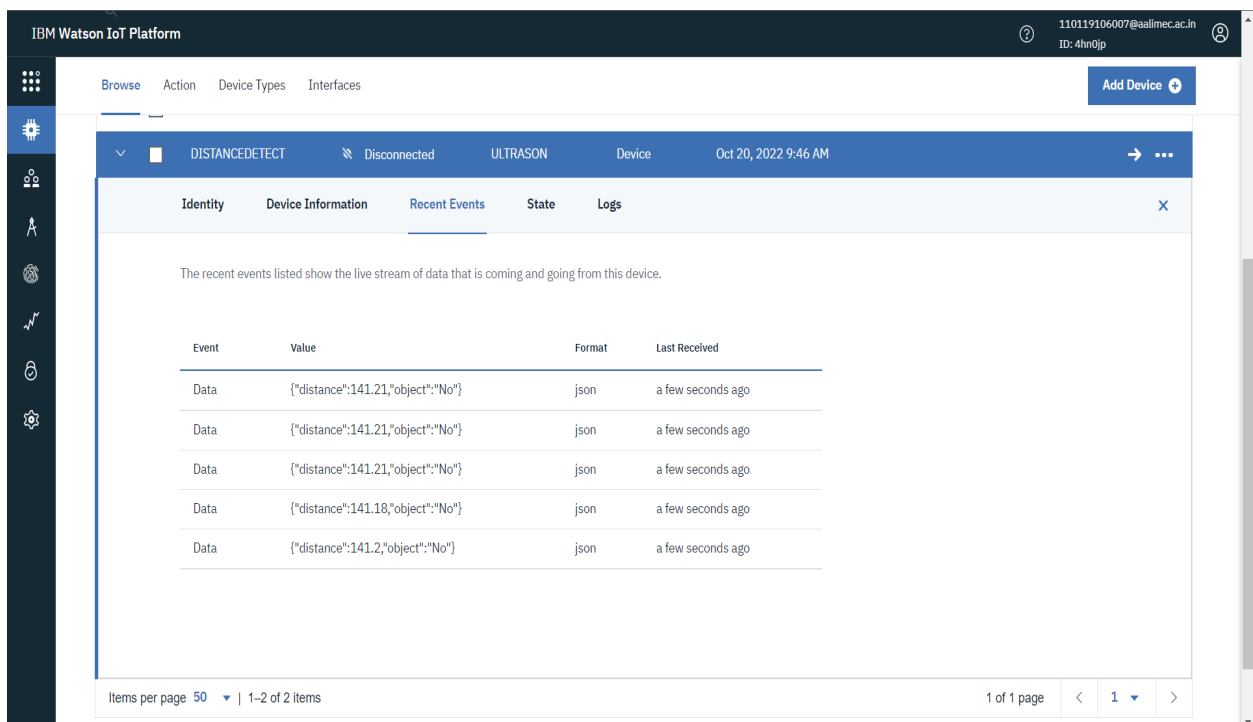 IBM Watson IoT Platform
110119106007@aalimec.ac.in
ID: 4hn0jp
Browse Action Device Types Interfaces
Add Device
DISTANCEDETECT Disconnected ULTRASON Device Oct 20, 2022 9:46 AM
Identity Device Information Recent Events State Logs
The recent events listed show the live stream of data that is coming and going from this device.
Event Value Format Last Received
Data {"distance":141.21,"object":"No"} json a few seconds ago
Data {"distance":141.21,"object":"No"} json a few seconds ago
Data {"distance":141.21,"object":"No"} json a few seconds ago
Data {"distance":141.18,"object":"No"} json a few seconds ago
Data {"distance":141.2,"object":"No"} json a few seconds ago
Items per page 50 | 1–2 of 2 items 1 of 1 page < 1 >